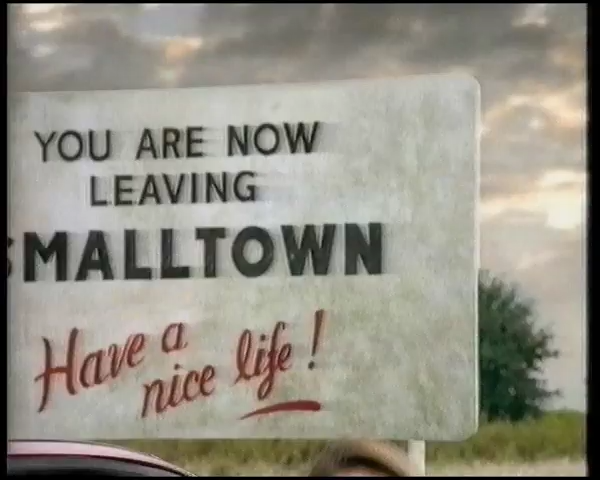 YOU ARE NOW
LEAVING
SMALLTOWN
Have a
nice life!